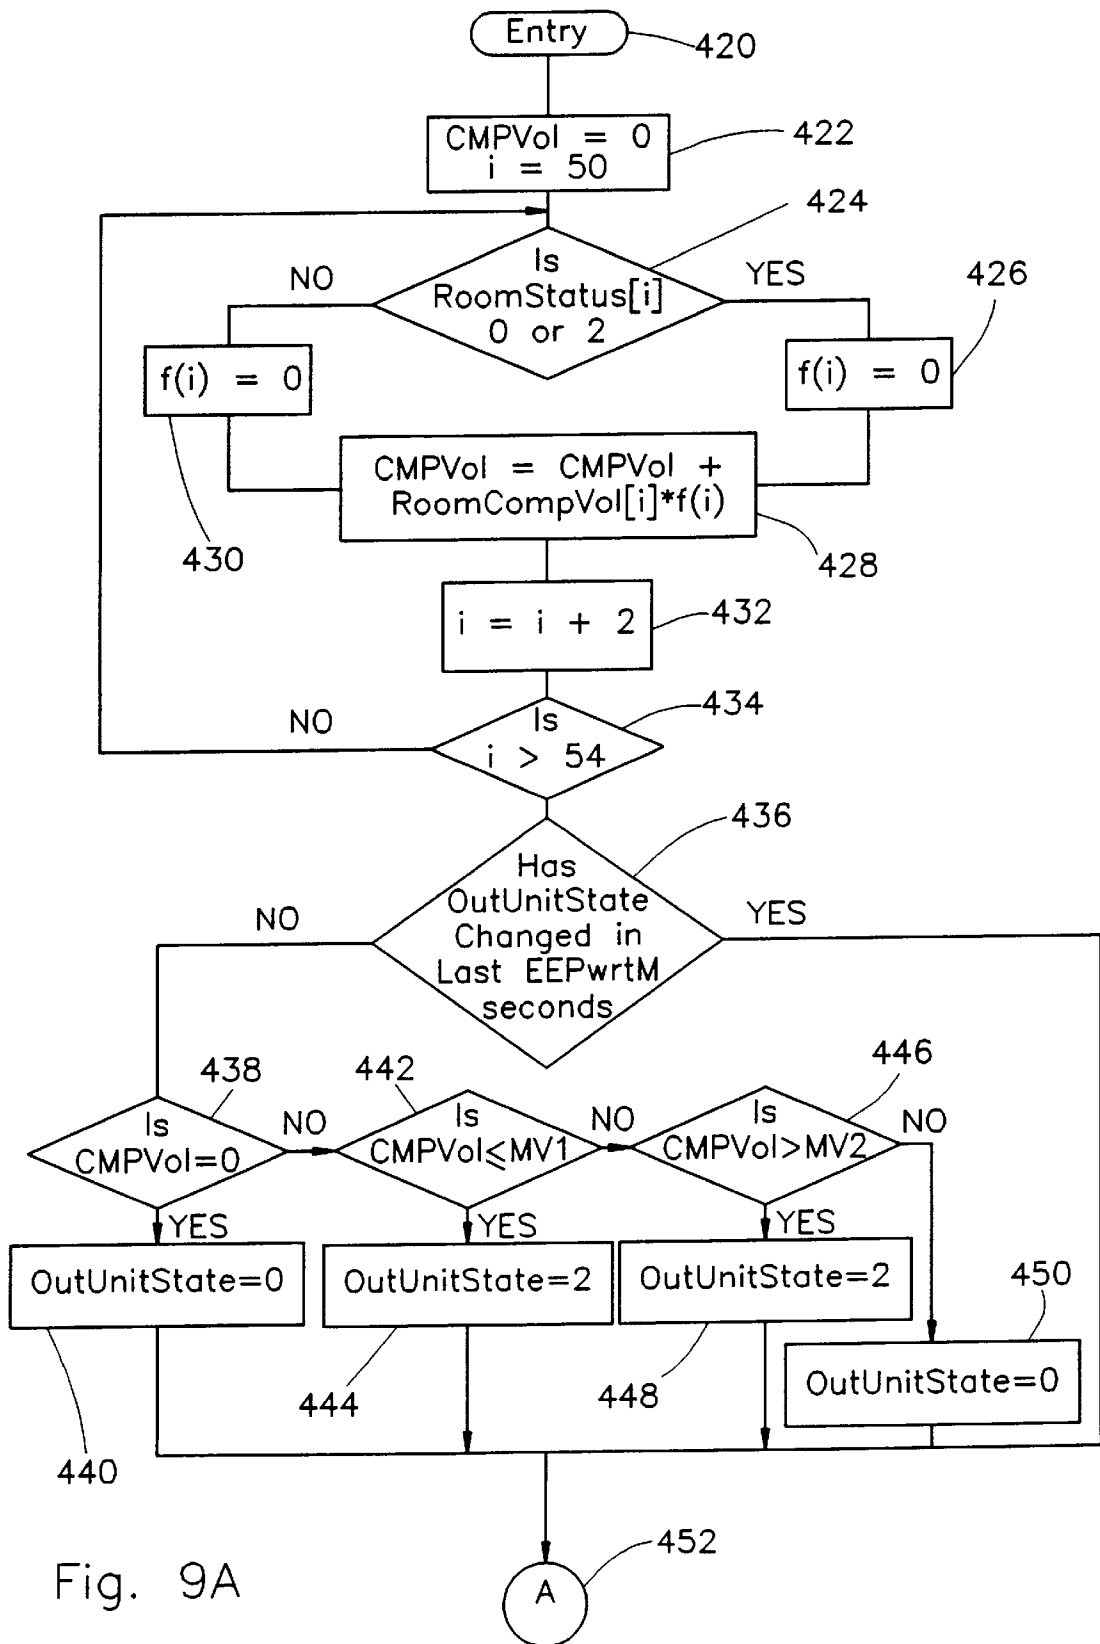 Entry
420
CMPVol = 0
i = 50
422
424
Is
RoomStatus[i]
0 or 2
NO
YES
426
f(i) = 0
f(i) = 0
CMPVol = CMPVol +
RoomCompVol[i]*f(i)
430
428
i = i + 2
432
434
Is
i > 54
NO
436
Has
OutUnitState
Changed in
Last EEPwrtM
seconds
NO
YES
438
442
446
Is
CMPVol=0
NO
Is
CMPVol≤MV1
NO
Is
CMPVol>MV2
NO
YES
YES
YES
OutUnitState=0
OutUnitState=2
OutUnitState=2
450
OutUnitState=0
440
444
448
452
A
Fig. 9A